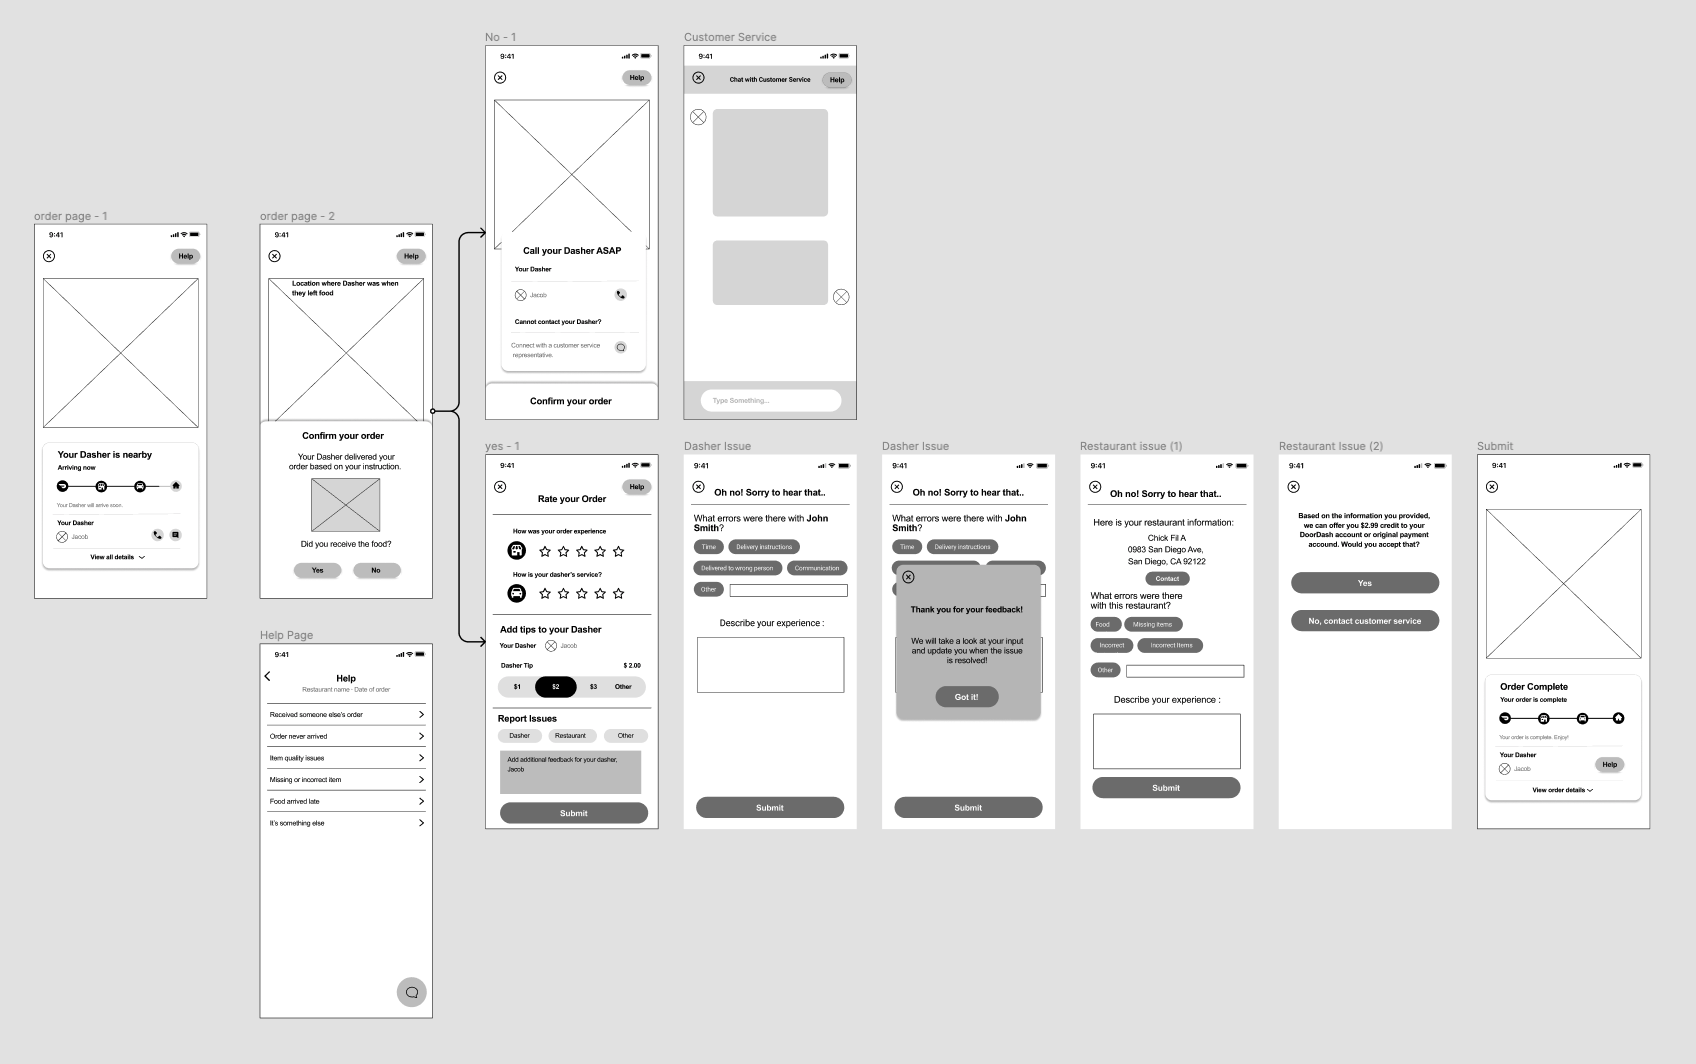 No - 1
9:41
Help
Call your Dasher ASAP
Your Dasher
Jacob
Cannot contact your Dasher?
Connect with a customer service
representative.
Confirm your order
Customer Service
9:41
Chat with Customer Service
Help
Type Something...
order page - 1
9:41
Help
Your Dasher is nearby
Arriving now
Your Dasher will arrive soon.
Your Dasher
Jacob
View all details
order page - 2
9:41
Help
Location where Dasher was when
they left food
Confirm your order
Your Dasher delivered your
order based on your instruction.
Did you receive the food?
Yes
No
Help Page
9:41
Help
Restaurant name · Date of order
Received someone else's order
Order never arrived
Item quality issues
Missing or incorrect item
Food arrived late
It's something else
yes - 1
9:41
Help
Rate your Order
How was your order experience
How is your dasher's service?
Add tips to your Dasher
Your Dasher
Jacob
Dasher Tip
$ 2.00
$1
$2
$3
Other
Report Issues
Dasher
Restaurant
Other
Add additional feedback for your dasher,
Jacob
Submit
Dasher Issue
9:41
Oh no! Sorry to hear that..
What errors were there with John
Smith?
Time
Delivery instructions
Delivered to wrong person
Communication
Other
Describe your experience :
Submit
Dasher Issue
9:41
Oh no! Sorry to hear that..
What errors were there with John
Smith?
Time
Delivery instructions
Thank you for your feedback!
We will take a look at your input
and update you when the issue
is resolved!
Got it!
Submit
Restaurant issue (1)
9:41
Oh no! Sorry to hear that..
Here is your restaurant information:
Chick Fil A
0983 San Diego Ave,
San Diego, CA 92122
Contact
What errors were there
with this restaurant?
Food
Missing items
Incorrect
Incorrect Items
Other
Describe your experience :
Submit
Restaurant Issue (2)
9:41
Based on the information you provided,
we can offer you $2.99 credit to your
DoorDash account or original payment
accound. Would you accept that?
Yes
No, contact customer service
Submit
9:41
Order Complete
Your order is complete
Your order is complete. Enjoy!
Your Dasher
Jacob
Help
View order details